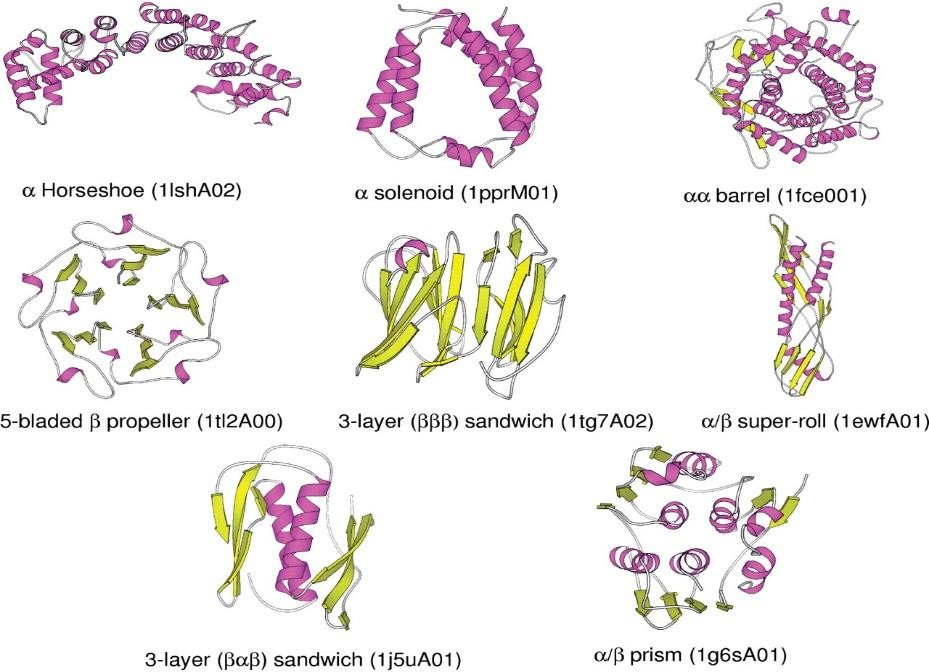 α Horseshoe (1lshA02)
α solenoid (1pprM01)
αα barrel (1fce001)
5-bladed β propeller (1tl2A00)
3-layer (βββ) sandwich (1tg7A02)
α/β super-roll (1ewfA01)
3-layer (βαβ) sandwich (1j5uA01)
α/β prism (1g6sA01)